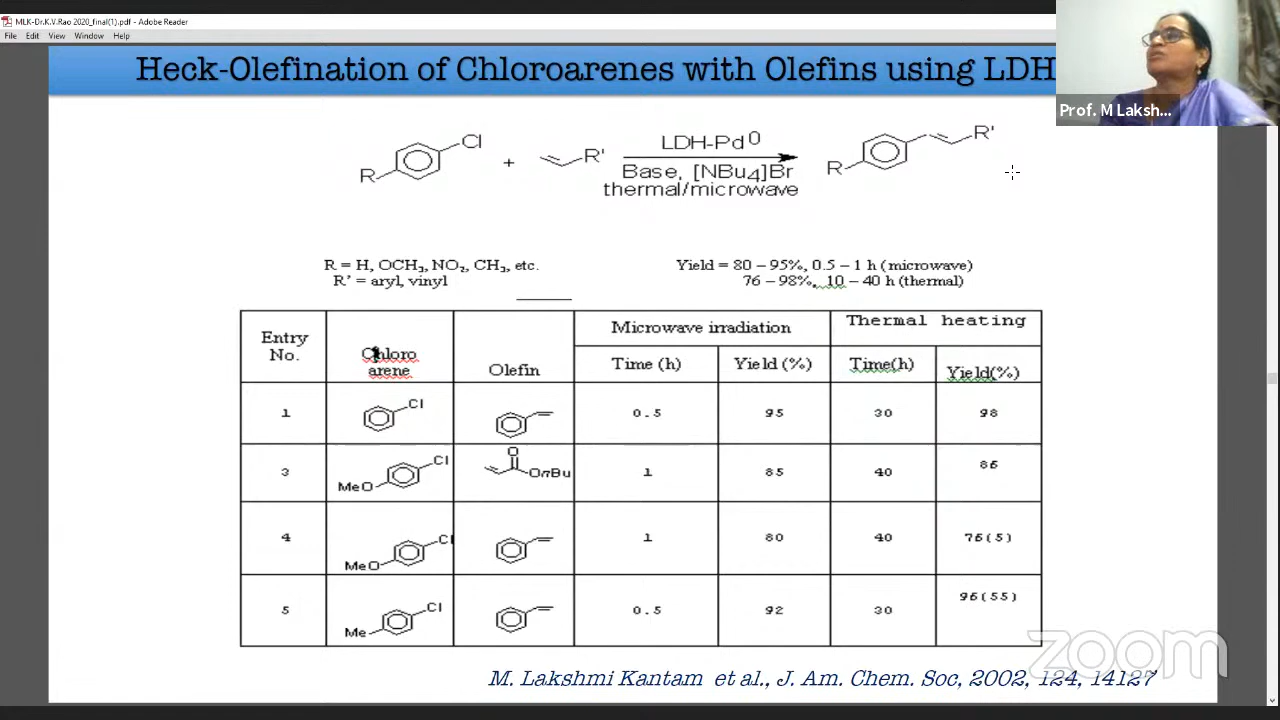 MLK-Dr.K.V.Rao 2020_final(1).pdf - Adobe Reader
File Edit View Window Help
Heck-Olefination of Chloroarenes with Olefins using LDH
Prof. M Laksh...
R Cl + R' LDH-Pd0 R R'
Base, [NBu4]Br
thermal/microwave
R = H, OCH3, NO2, CH3, etc. Yield = 80 – 95%, 0.5 – 1 h (microwave)
R' = aryl, vinyl 76 – 98%, 10 – 40 h (thermal)
Entry No. Chloro arene Olefin Microwave irradiation Thermal heating
Time (h) Yield (%) Time(h) Yield(%)
1 Cl 0.5 95 30 98
3 MeO Cl O OnBu 1 85 40 86
4 MeO Cl 1 80 40 76(5)
5 Me Cl 0.5 92 30 96(55)
zoom
M. Lakshmi Kantam et al., J. Am. Chem. Soc, 2002, 124, 14127